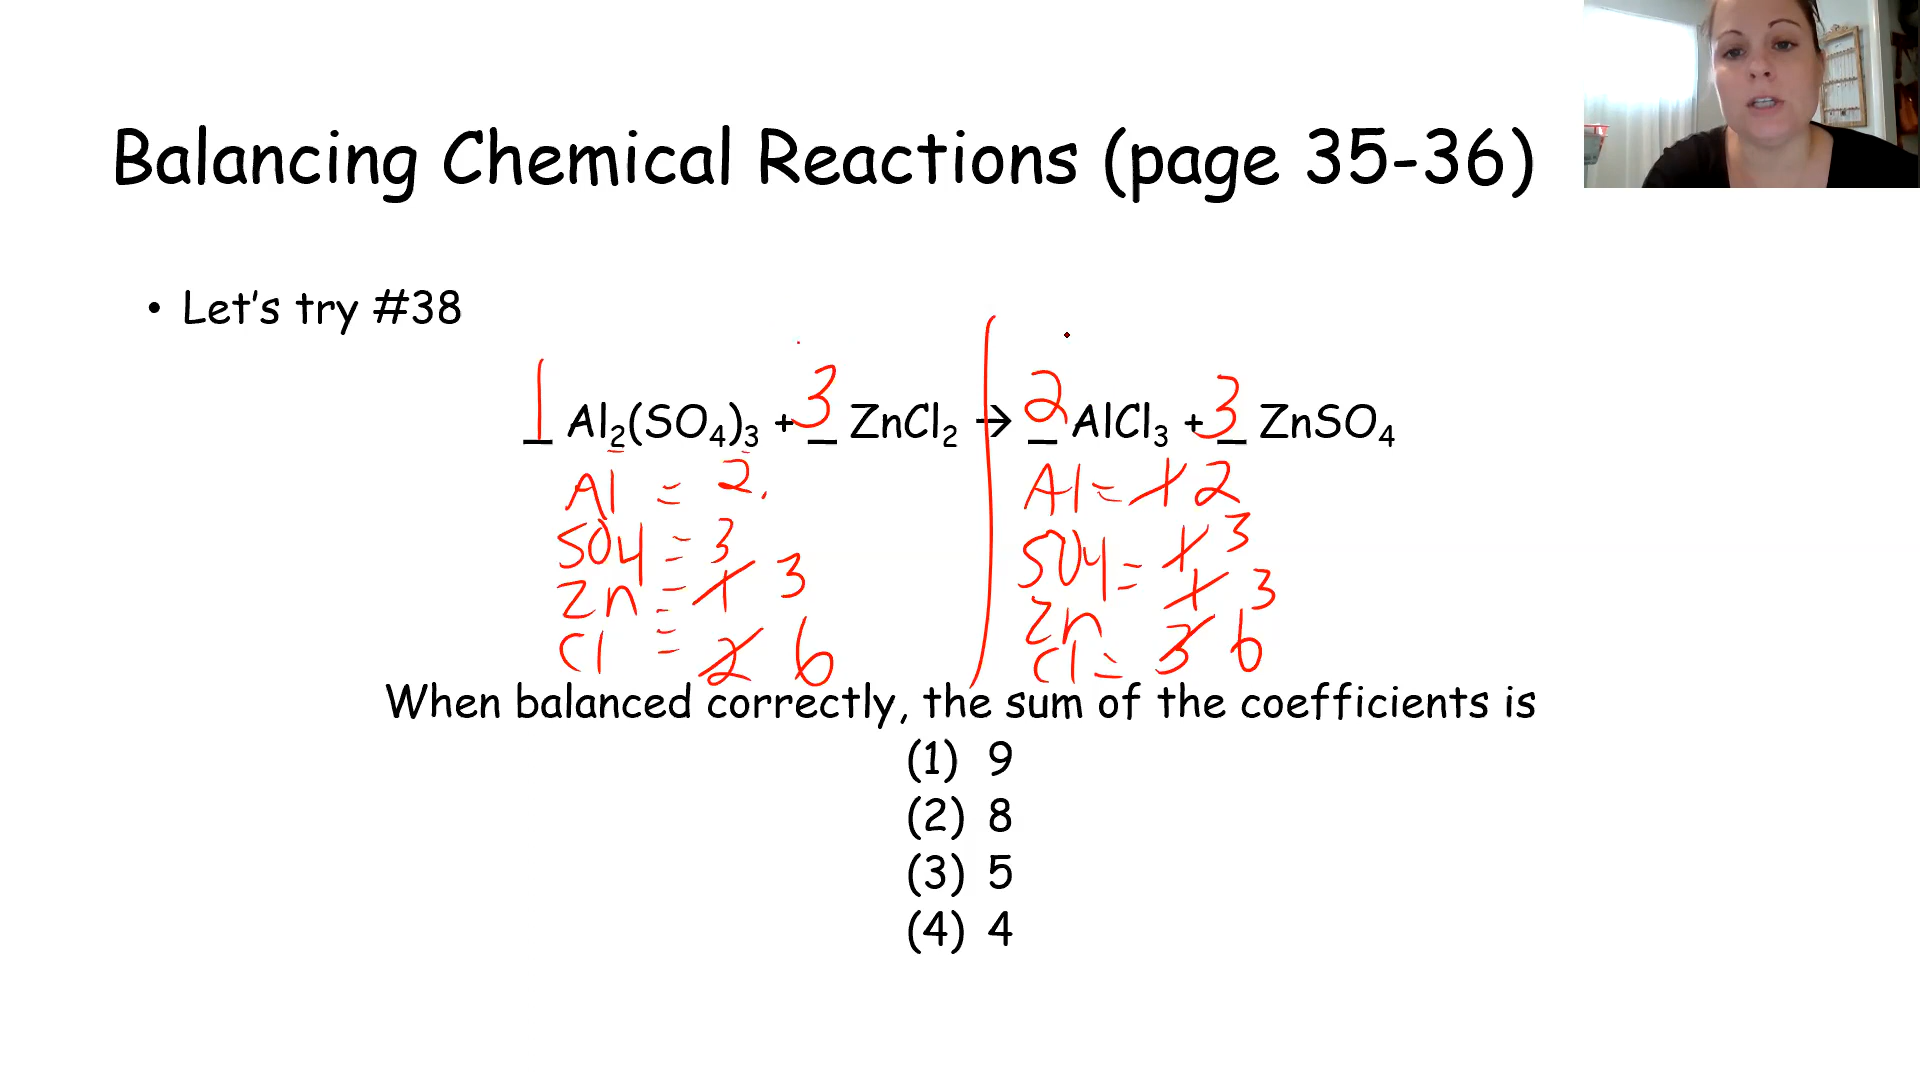 Balancing Chemical Reactions (page 35-36)
• Let's try #38
1 Al₂(SO₄)₃ + 3 ZnCl₂ → 2 AlCl₃ + 3 ZnSO₄
Al = 2. Al = 1 2
SO4 = 3 SO4 = 1 3
Zn = 1 3 Zn 1 3
Cl = 2 6 Cl = 3 6
When balanced correctly, the sum of the coefficients is
(1) 9
(2) 8
(3) 5
(4) 4